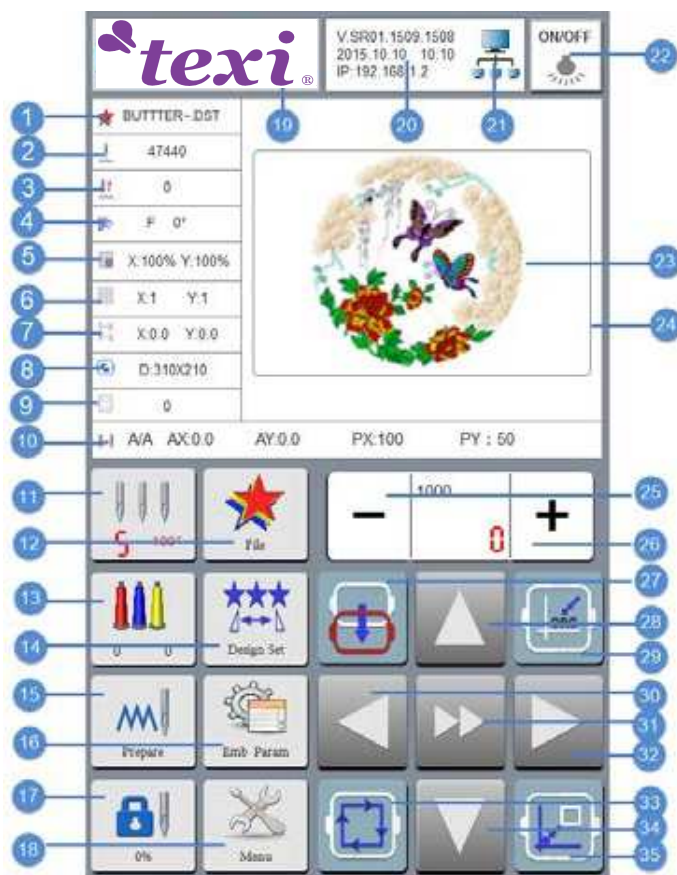 texi®
V.SR01.1509.1508
2015.10.10 10.10
IP:192.168.1.2
ON/OFF
22
1
BUTTTER-.DST
19
20
21
2
47440
3
0
4
F 0°
5
X:100% Y:100%
23
6
X:1 Y:1
24
7
X:0.0 Y:0.0
8
D:310X210
9
0
10
A/A AX:0.0 AY:0.0 PX:100 PY : 50
11
5 100°
12
File
−
1000
0
+
25
26
13
0 0
14
Design Set
27
28
29
15
Prepare
16
Emb Param
30
31
32
17
0%
18
Menu
33
34
35